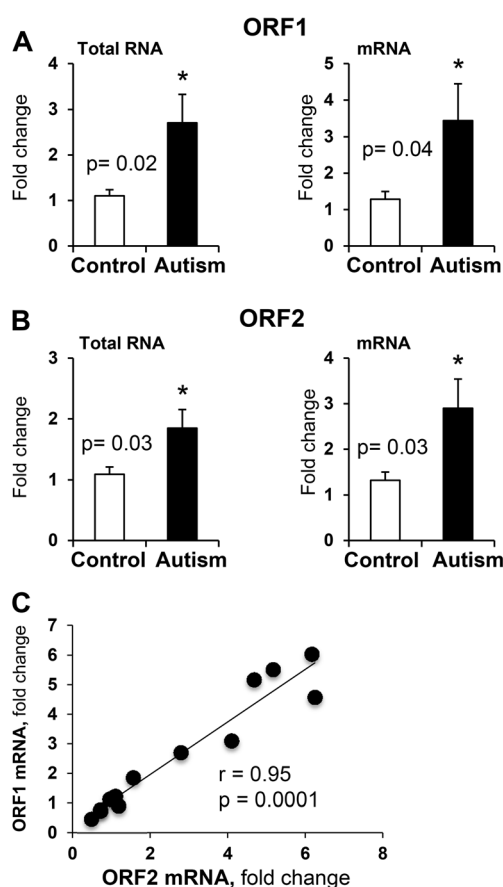 A
ORF1
Total RNA
mRNA
Fold change
4
3
2
1
0
*
p= 0.02
Control Autism
Fold change
5
4
3
2
1
0
*
p= 0.04
Control Autism
B
ORF2
Total RNA
mRNA
Fold change
3
2
1
0
*
p= 0.03
Control Autism
Fold change
4
3
2
1
0
*
p= 0.03
Control Autism
C
ORF1 mRNA, fold change
7
6
5
4
3
2
1
0
r = 0.95
p = 0.0001
0 2 4 6 8
ORF2 mRNA, fold change